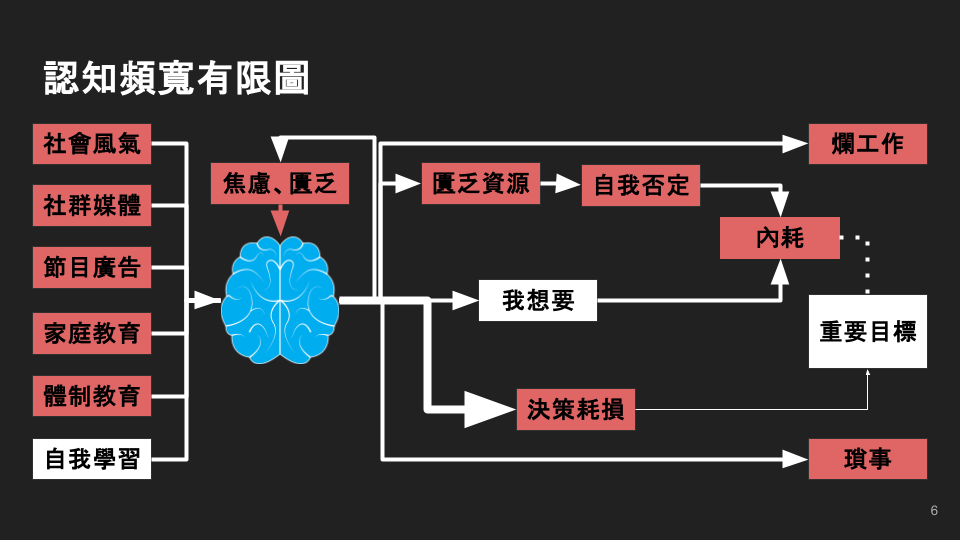 認知頻寬有限圖
社會風氣
社群媒體
節目廣告
家庭教育
體制教育
自我學習
焦慮、匱乏
匱乏資源
自我否定
爛工作
內耗
我想要
重要目標
決策耗損
瑣事
6